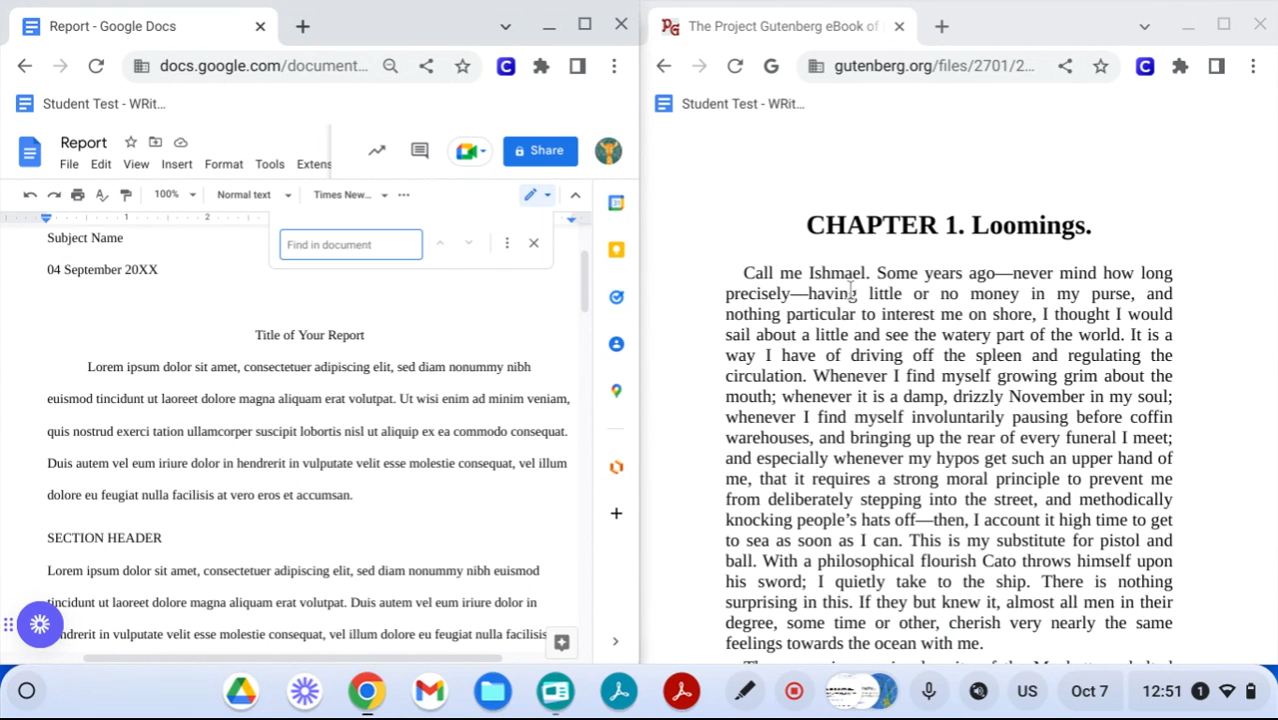 Report - Google Docs
docs.google.com/document...
Student Test - WRit...
Report
Share
File Edit View Insert Format Tools Extens
100% Normal text Times New...
1 2
Find in document
Subject Name
04 September 20XX
Title of Your Report
Lorem ipsum dolor sit amet, consectetuer adipiscing elit, sed diam nonummy nibh
euismod tincidunt ut laoreet dolore magna aliquam erat volutpat. Ut wisi enim ad minim veniam,
quis nostrud exerci tation ullamcorper suscipit lobortis nisl ut aliquip ex ea commodo consequat.
Duis autem vel eum iriure dolor in hendrerit in vulputate velit esse molestie consequat, vel illum
dolore eu feugiat nulla facilisis at vero eros et accumsan.
SECTION HEADER
Lorem ipsum dolor sit amet, consectetuer adipiscing elit, sed diam nonummy nibh euismod
tincidunt ut laoreet dolore magna aliquam erat volutpat. Duis autem vel eum iriure dolor in
hendrerit in vulputate velit esse molestie consequat, vel illum dolore eu feugiat nulla facilisis
The Project Gutenberg eBook of
gutenberg.org/files/2701/2...
Student Test - WRit...
CHAPTER 1. Loomings.
Call me Ishmael. Some years ago—never mind how long
precisely—having little or no money in my purse, and
nothing particular to interest me on shore, I thought I would
sail about a little and see the watery part of the world. It is a
way I have of driving off the spleen and regulating the
circulation. Whenever I find myself growing grim about the
mouth; whenever it is a damp, drizzly November in my soul;
whenever I find myself involuntarily pausing before coffin
warehouses, and bringing up the rear of every funeral I meet;
and especially whenever my hypos get such an upper hand of
me, that it requires a strong moral principle to prevent me
from deliberately stepping into the street, and methodically
knocking people’s hats off—then, I account it high time to get
to sea as soon as I can. This is my substitute for pistol and
ball. With a philosophical flourish Cato throws himself upon
his sword; I quietly take to the ship. There is nothing
surprising in this. If they but knew it, almost all men in their
degree, some time or other, cherish very nearly the same
feelings towards the ocean with me.
US Oct 7 12:51 1